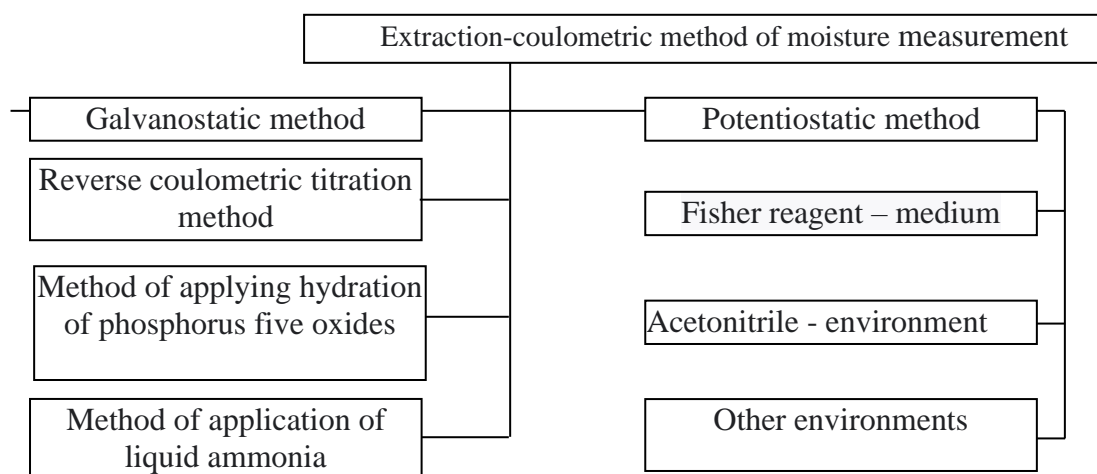 Extraction-coulometric method of moisture measurement
Galvanostatic method
Reverse coulometric titration
method
Method of applying hydration
of phosphorus five oxides
Method of application of
liquid ammonia
Potentiostatic method
Fisher reagent – medium
Acetonitrile - environment
Other environments